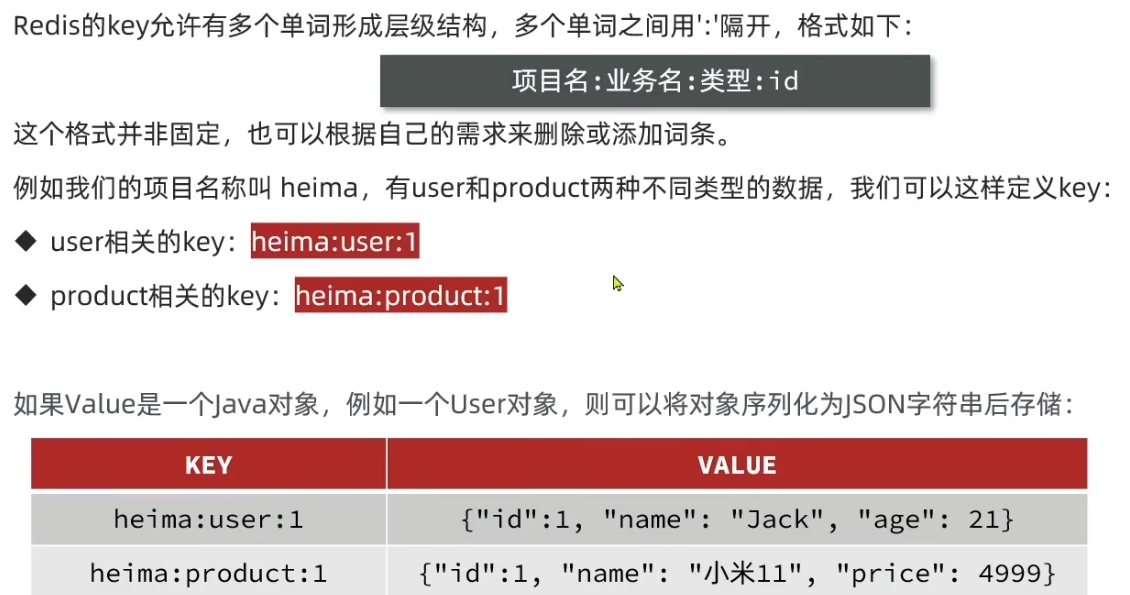 Redis的key允许有多个单词形成层级结构，多个单词之间用':'隔开，格式如下：
项目名:业务名:类型:id
这个格式并非固定，也可以根据自己的需求来删除或添加词条。
例如我们的项目名称叫 heima，有user和product两种不同类型的数据，我们可以这样定义key：
◆ user相关的key：heima:user:1
◆ product相关的key：heima:product:1
如果Value是一个Java对象，例如一个User对象，则可以将对象序列化为JSON字符串后存储：
KEY VALUE
heima:user:1 {"id":1, "name": "Jack", "age": 21}
heima:product:1 {"id":1, "name": "小米11", "price": 4999}